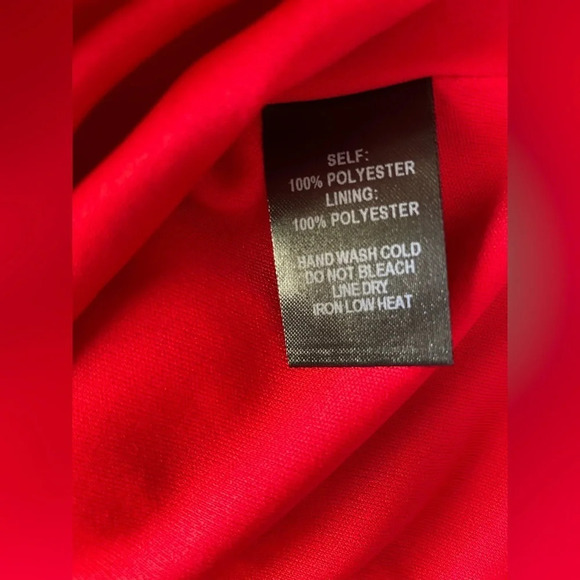 SELF:
100% POLYESTER
LINING:
100% POLYESTER
HAND WASH COLD
DO NOT BLEACH
LINE DRY
IRON LOW HEAT